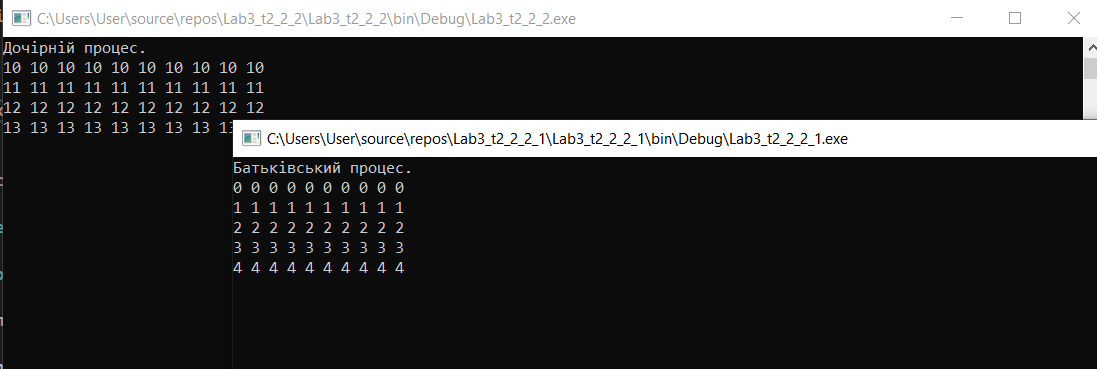 C:\Users\User\source\repos\Lab3_t2_2_2\Lab3_t2_2_2\bin\Debug\Lab3_t2_2_2.exe
Дочірній процес.
10 10 10 10 10 10 10 10 10 10
11 11 11 11 11 11 11 11 11 11
12 12 12 12 12 12 12 12 12 12
13 13 13 13 13 13 13 13 13
C:\Users\User\source\repos\Lab3_t2_2_2_1\Lab3_t2_2_2_1\bin\Debug\Lab3_t2_2_2_1.exe
Батьківський процес.
0 0 0 0 0 0 0 0 0 0
1 1 1 1 1 1 1 1 1 1
2 2 2 2 2 2 2 2 2 2
3 3 3 3 3 3 3 3 3 3
4 4 4 4 4 4 4 4 4 4